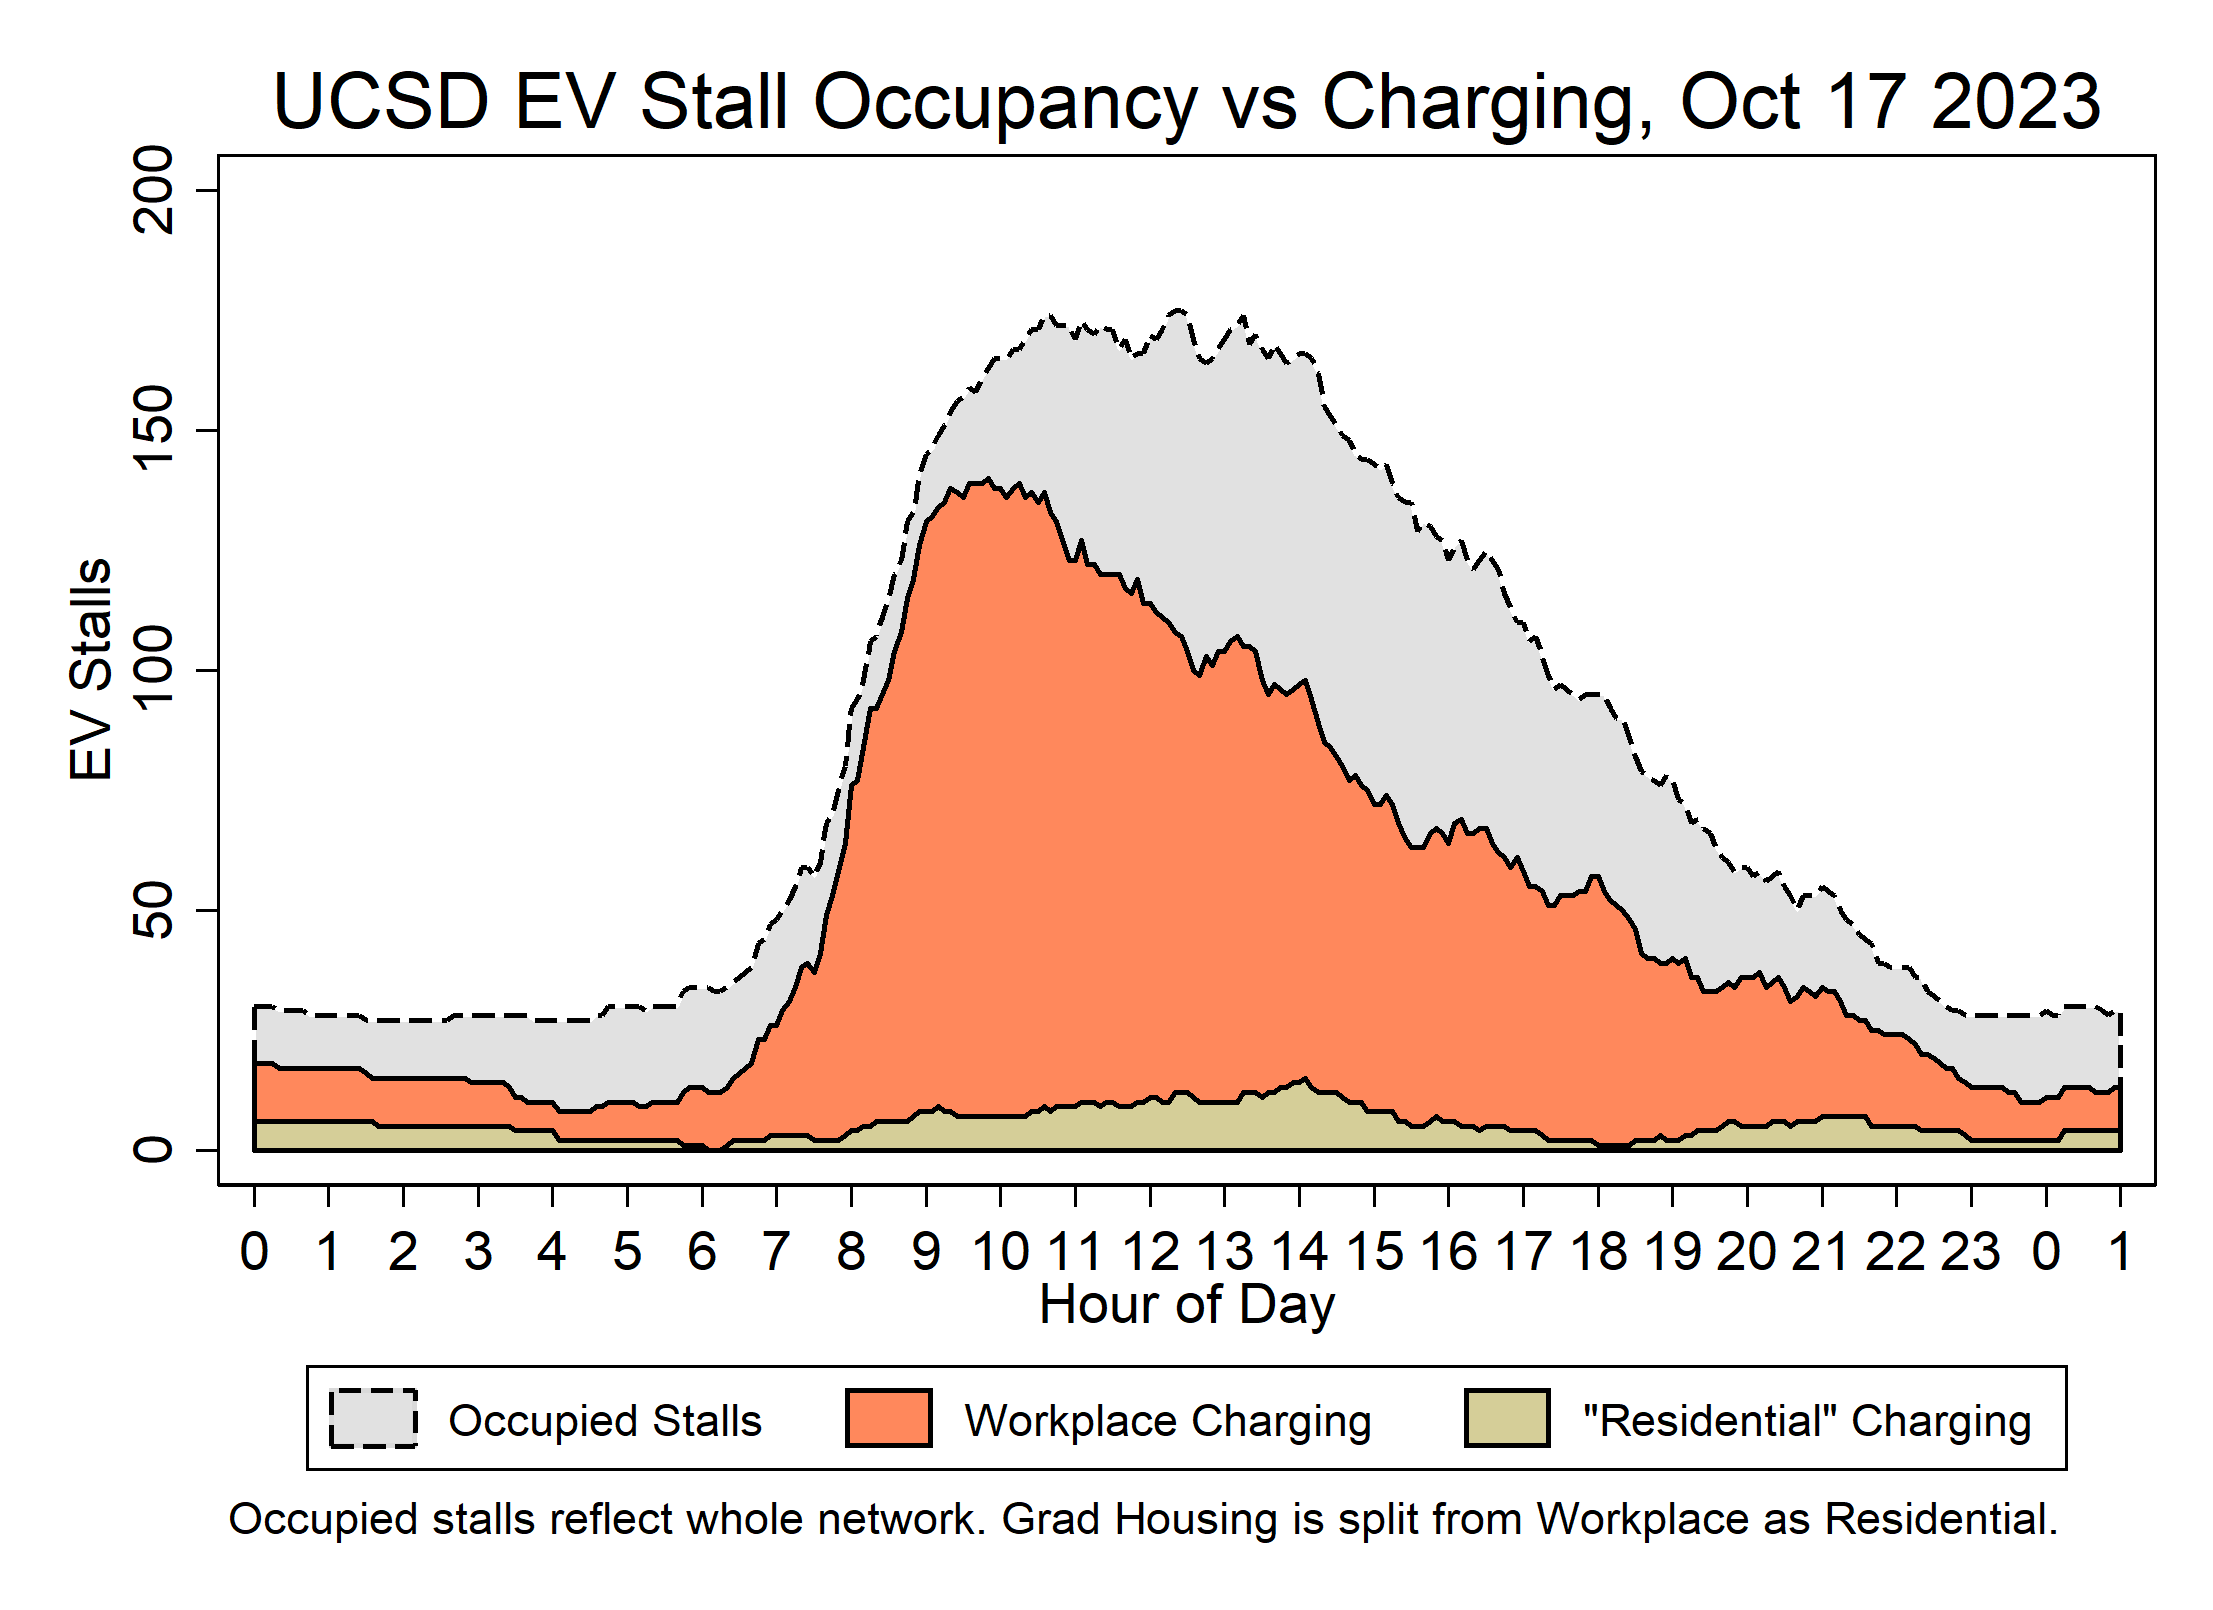 UCSD EV Stall Occupancy vs Charging, Oct 17 2023
200
150
100
50
0
EV Stalls
0 1 2 3 4 5 6 7 8 9 10 11 12 13 14 15 16 17 18 19 20 21 22 23 0 1
Hour of Day
Occupied Stalls Workplace Charging "Residential" Charging
Occupied stalls reflect whole network. Grad Housing is split from Workplace as Residential.